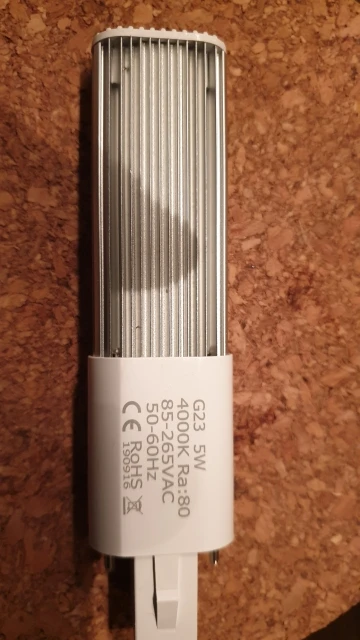 G23 5W
4000K Ra:80
85-265VAC
50-60Hz
CE RoHS
190916